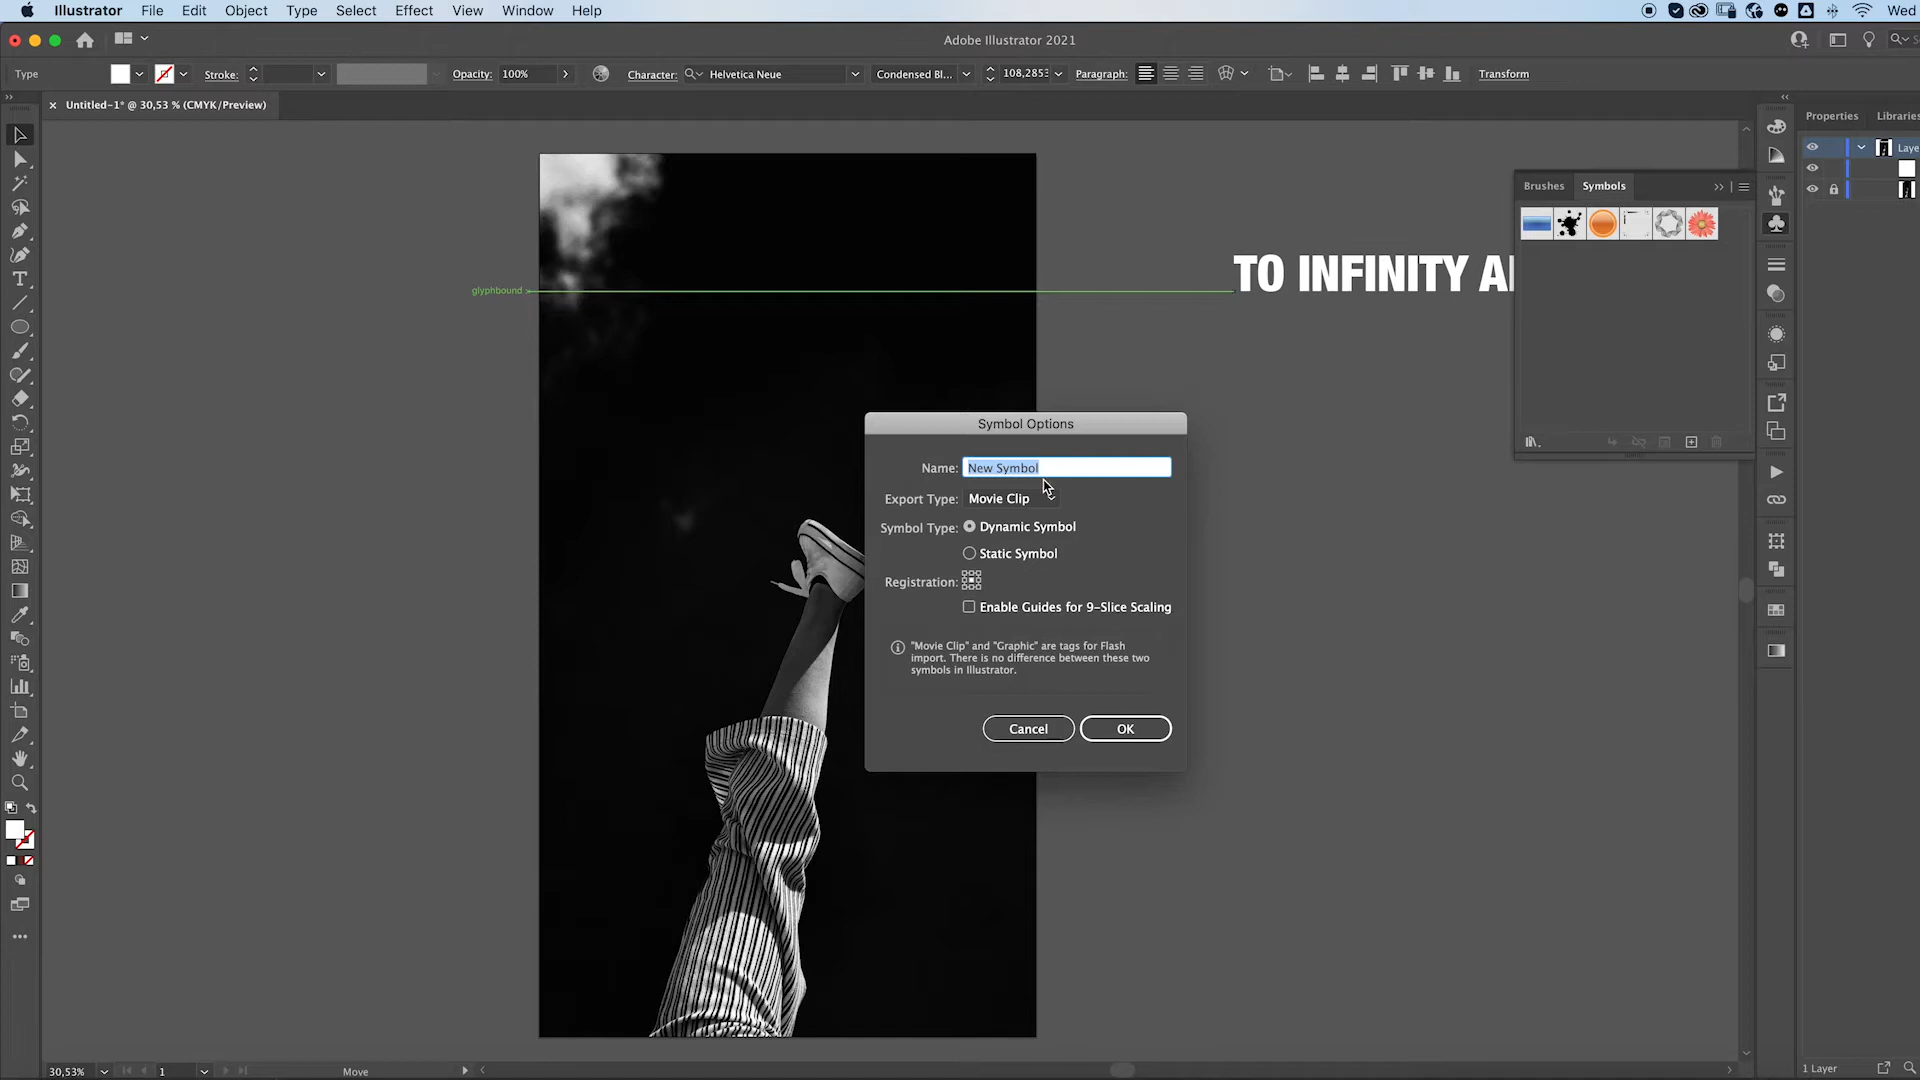 Illustrator File Edit Object Type Select Effect View Window Help Wed
Adobe Illustrator 2021
Type Stroke: Opacity: 100% Character: Helvetica Neue Condensed Bl... 108,285 Paragraph: Transform
Untitled-1* @ 30,53 % (CMYK/Preview)
Properties Libraries
Laye
Brushes Symbols
TO INFINITY A
glyphbound
Symbol Options
Name: New Symbol
Export Type: Movie Clip
Symbol Type: Dynamic Symbol
Static Symbol
Registration:
Enable Guides for 9-Slice Scaling
"Movie Clip" and "Graphic" are tags for Flash
import. There is no difference between these two
symbols in Illustrator.
Cancel OK
30,53% 1 Move 1 Layer